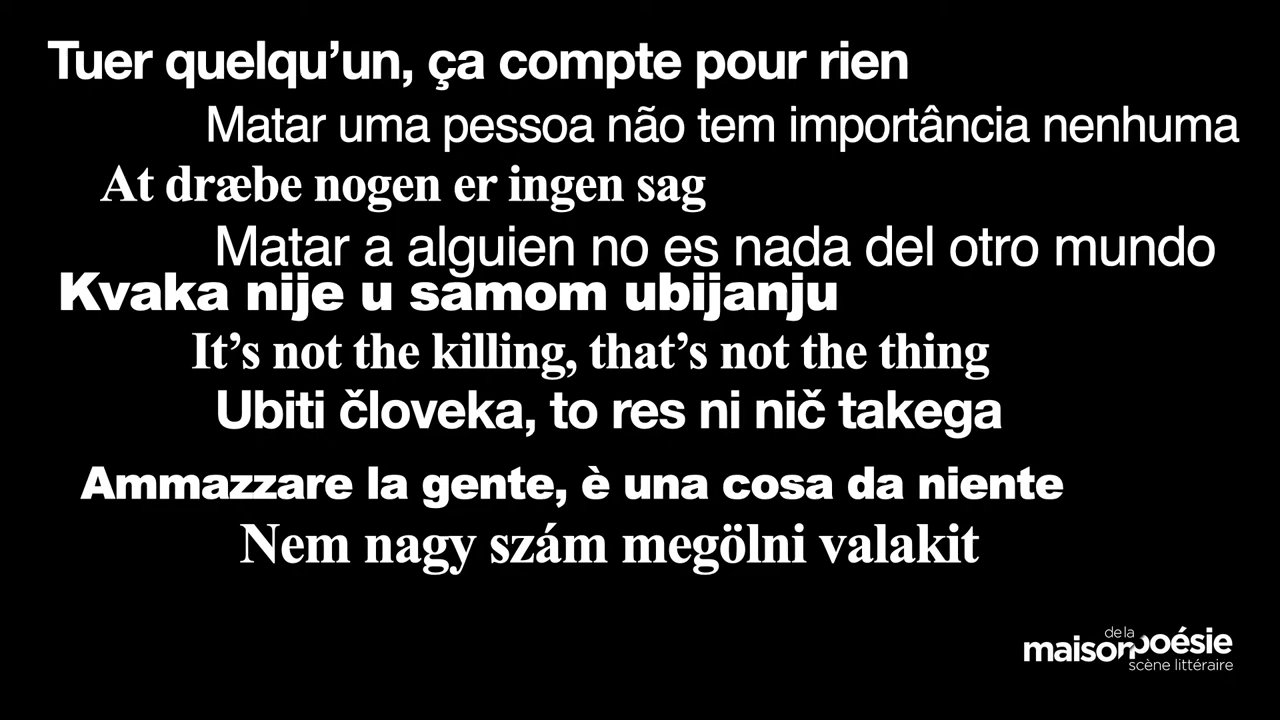 Tuer quelqu’un, ça compte pour rien
Matar uma pessoa não tem importância nenhuma
At dræbe nogen er ingen sag
Matar a alguien no es nada del otro mundo
Kvaka nije u samom ubijanju
It’s not the killing, that’s not the thing
Ubiti človeka, to res ni nič takega
Ammazzare la gente, è una cosa da niente
Nem nagy szám megölni valakit
de la
maison poésie
scène littéraire